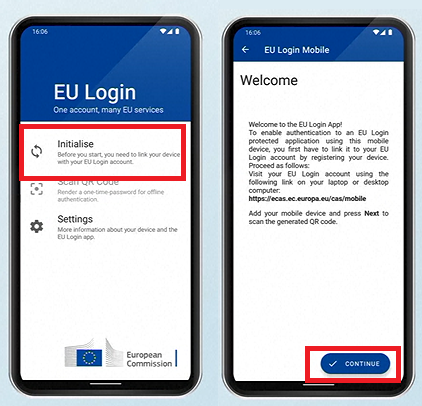 16:06
EU Login
One account, many EU services
Initialise
Before you start, you need to link your device
with your EU Login account.
Scan QR Code
Render a one-time-password for offline
authentication.
Settings
More information about your device and the
EU Login app.
European
Commission
16:06
EU Login Mobile
Welcome
Welcome to the EU Login App!
To enable authentication to an EU Login
protected application using this mobile
device, you first have to link it to your EU
Login account by registering your device.
Proceed as follows:
Visit your EU Login account using the
following link on your laptop or desktop
computer:
https://ecas.ec.europa.eu/cas/mobile
Add your mobile device and press Next to
scan the generated QR code.
CONTINUE